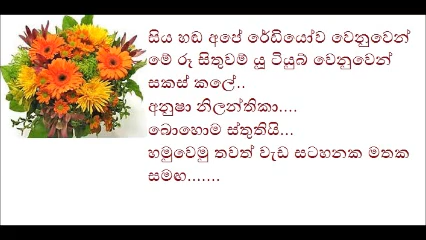 සිය හඬ අපේ රේඩියෝව වෙනුවෙන්
මේ රූ සිතුවම් යූ ටියුබ් වෙනුවෙන්
සකස් කලේ..
අනුෂා නිලන්තිකා....
බොහොම ස්තුතියි...
හමුවෙමු තවත් වැඩ සටහනක මතක
සමඟ.......